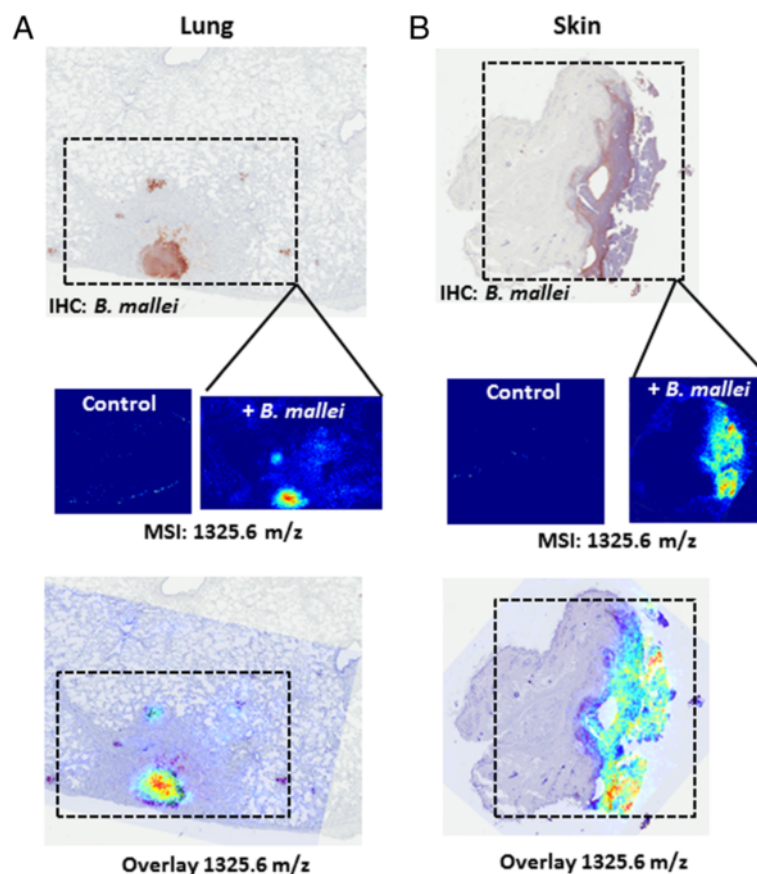 A
Lung
IHC: B. mallei
Control
+ B. mallei
MSI: 1325.6 m/z
Overlay 1325.6 m/z
B
Skin
IHC: B. mallei
Control
+ B. mallei
MSI: 1325.6 m/z
Overlay 1325.6 m/z